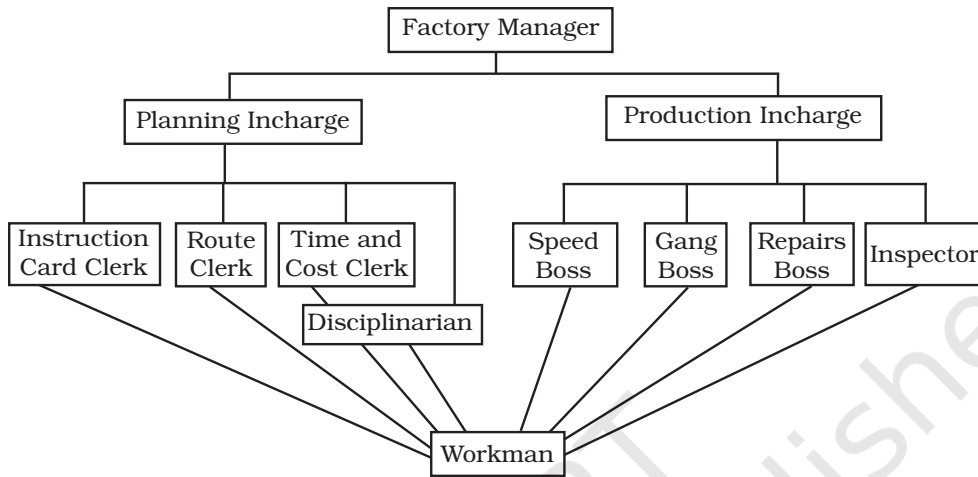 Factory Manager
Planning Incharge
Production Incharge
Instruction
Card Clerk
Route
Clerk
Time and
Cost Clerk
Disciplinarian
Speed
Boss
Gang
Boss
Repairs
Boss
Inspector
Workman